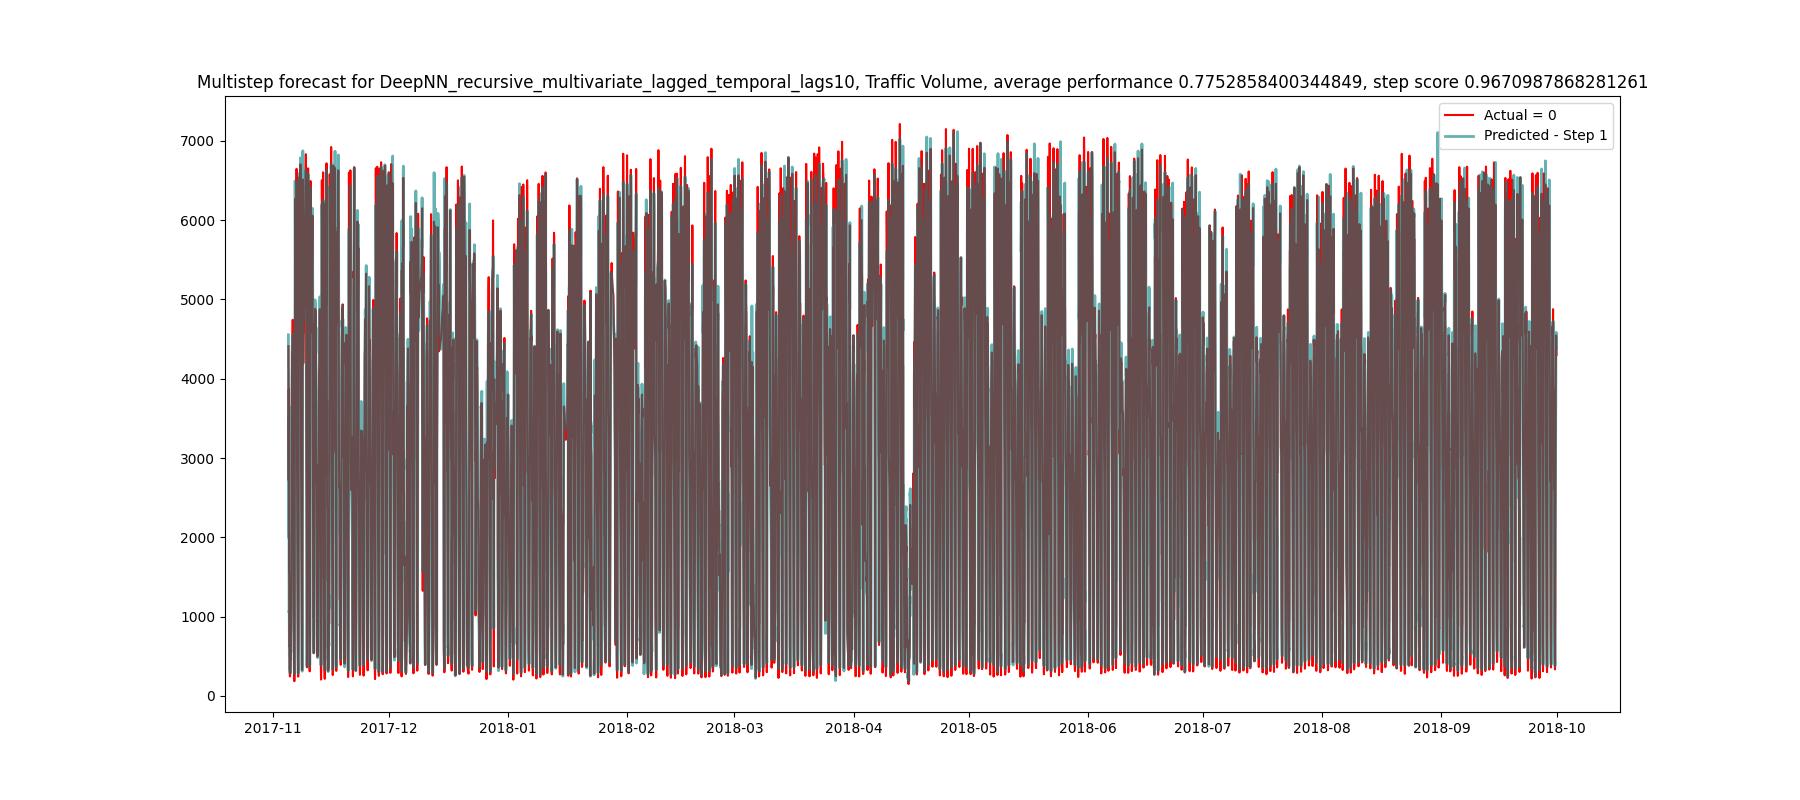 Multistep forecast for DeepNN_recursive_multivariate_lagged_temporal_lags10, Traffic Volume, average performance 0.7752858400344849, step score 0.9670987868281261
Actual = 0
Predicted - Step 1
7000
6000
5000
4000
3000
2000
1000
0
2017-11 2017-12 2018-01 2018-02 2018-03 2018-04 2018-05 2018-06 2018-07 2018-08 2018-09 2018-10